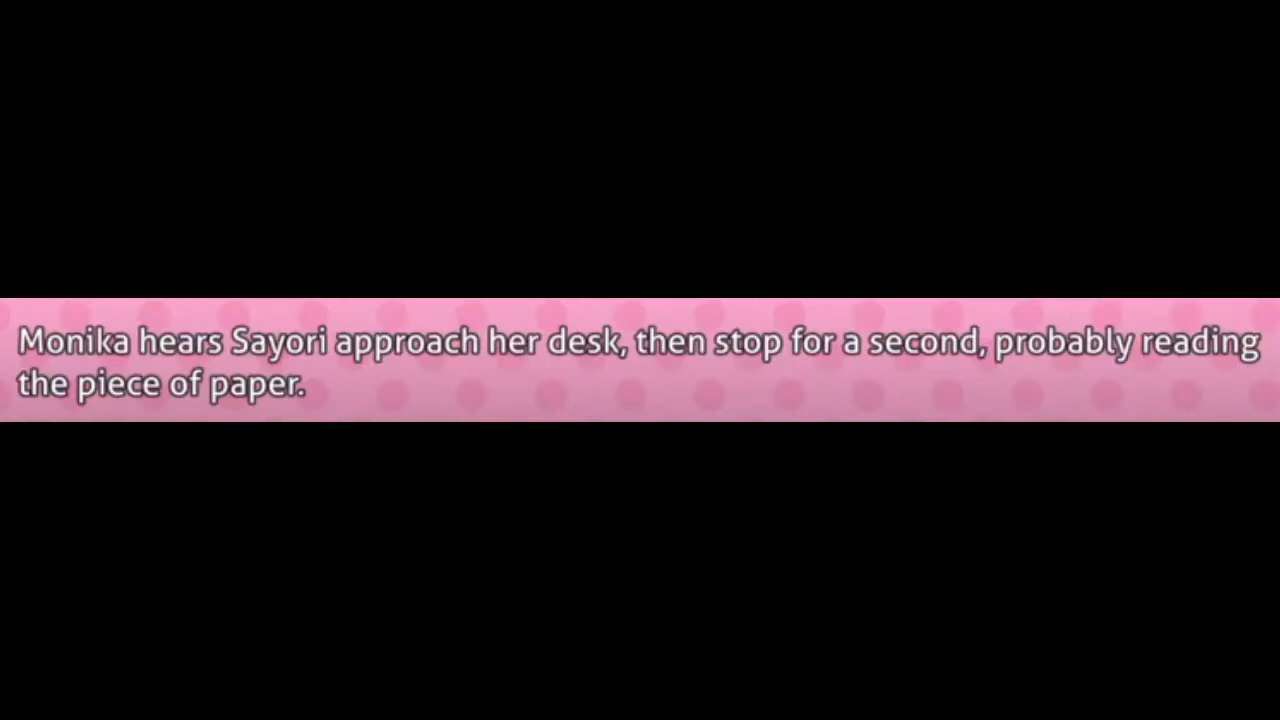 Monika hears Sayori approach her desk, then stop for a second, probably reading
the piece of paper.